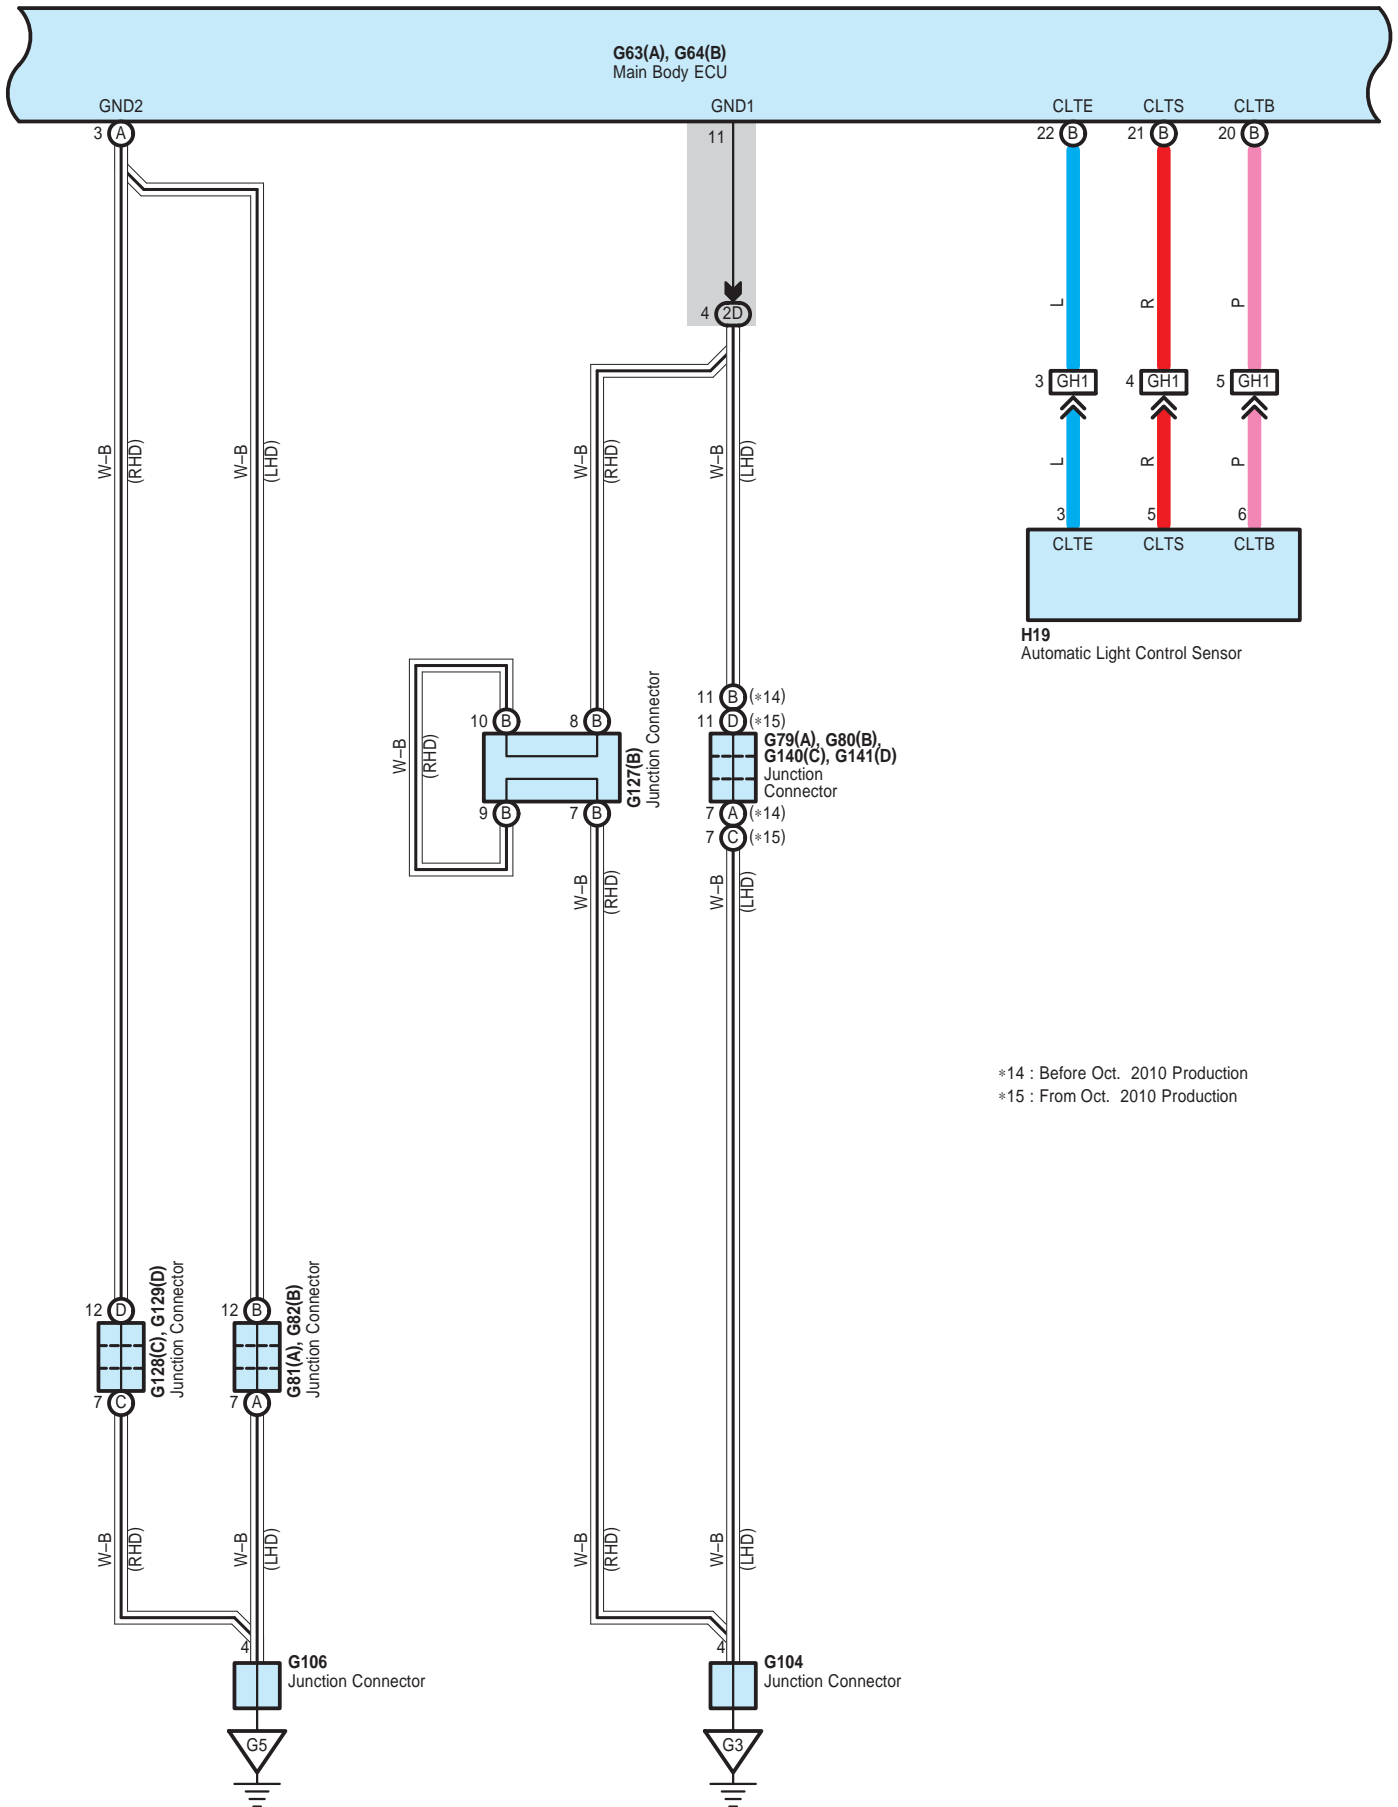 G63(A), G64(B)
Main Body ECU
GND2
GND1
CLTE
CLTS
CLTB
3 A
11
22 B
21 B
20 B
4 2D
L
R
P
3 GH1
4 GH1
5 GH1
W–B
(RHD)
W–B
(LHD)
W–B
(RHD)
W–B
(LHD)
L
R
P
3
5
6
CLTE
CLTS
CLTB
H19
Automatic Light Control Sensor
11 B (*14)
10 B
8 B
11 D (*15)
W–B
(RHD)
G127(B)
Junction Connector
G79(A), G80(B),
G140(C), G141(D)
Junction
Connector
9 B
7 B
7 A (*14)
7 C (*15)
W–B
(RHD)
W–B
(LHD)
*14 : Before Oct. 2010 Production
*15 : From Oct. 2010 Production
12 D
12 B
G128(C), G129(D)
Junction Connector
G81(A), G82(B)
Junction Connector
7 C
7 A
W–B
(RHD)
W–B
(LHD)
W–B
(RHD)
W–B
(LHD)
4
4
G106
Junction Connector
G104
Junction Connector
G5
G3